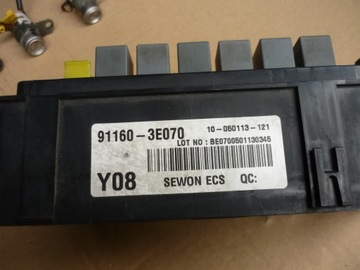 91160-3E070
10-050113-121
LOT NO : BE0700501130345
Y08
SEWON ECS QC:
H